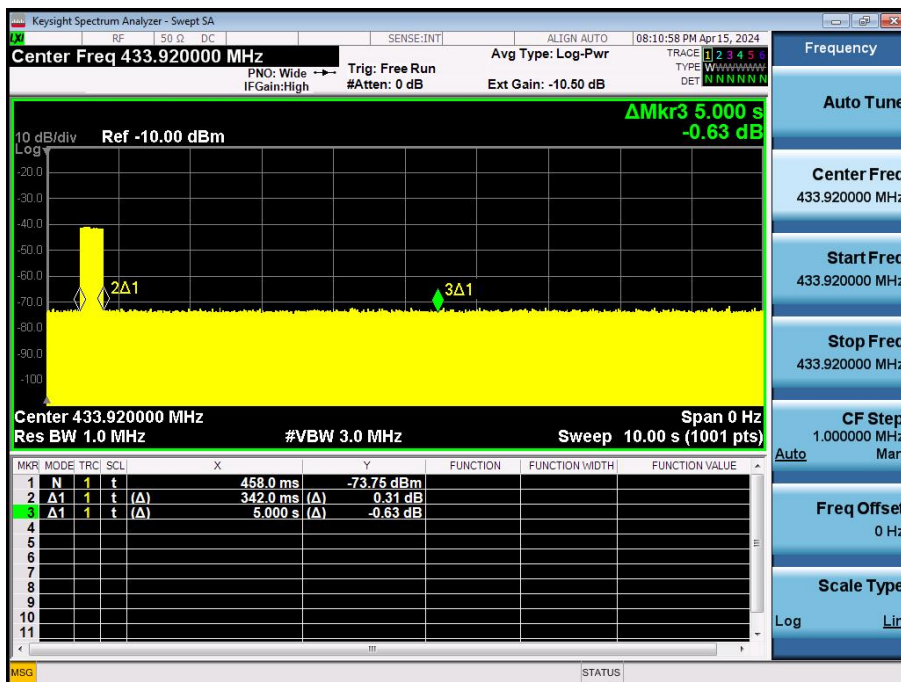 Keysight Spectrum Analyzer - Swept SA
LXI RF 50 Ω DC SENSE:INT ALIGN AUTO 08:10:58 PM Apr 15, 2024
Center Freq 433.920000 MHz
PNO: Wide
IFGain:High
Trig: Free Run
#Atten: 0 dB
Avg Type: Log-Pwr
Ext Gain: -10.50 dB
TRACE 1 2 3 4 5 6
TYPE WWWWWW
DET N N N N N N
ΔMkr3 5.000 s
-0.63 dB
10 dB/div Ref -10.00 dBm
Log
-20.0
-30.0
-40.0
-50.0
-60.0
-70.0
-80.0
-90.0
-100
2Δ1
3Δ1
Center 433.920000 MHz Span 0 Hz
Res BW 1.0 MHz #VBW 3.0 MHz Sweep 10.00 s (1001 pts)
MKR MODE TRC SCL X Y FUNCTION FUNCTION WIDTH FUNCTION VALUE
1 N 1 t 458.0 ms -73.75 dBm
2 Δ1 1 t (Δ) 342.0 ms (Δ) 0.31 dB
3 Δ1 1 t (Δ) 5.000 s (Δ) -0.63 dB
4
5
6
7
8
9
10
11
MSG STATUS
Frequency
Auto Tune
Center Freq
433.920000 MHz
Start Freq
433.920000 MHz
Stop Freq
433.920000 MHz
CF Step
1.000000 MHz
Auto Man
Freq Offset
0 Hz
Scale Type
Log Lin